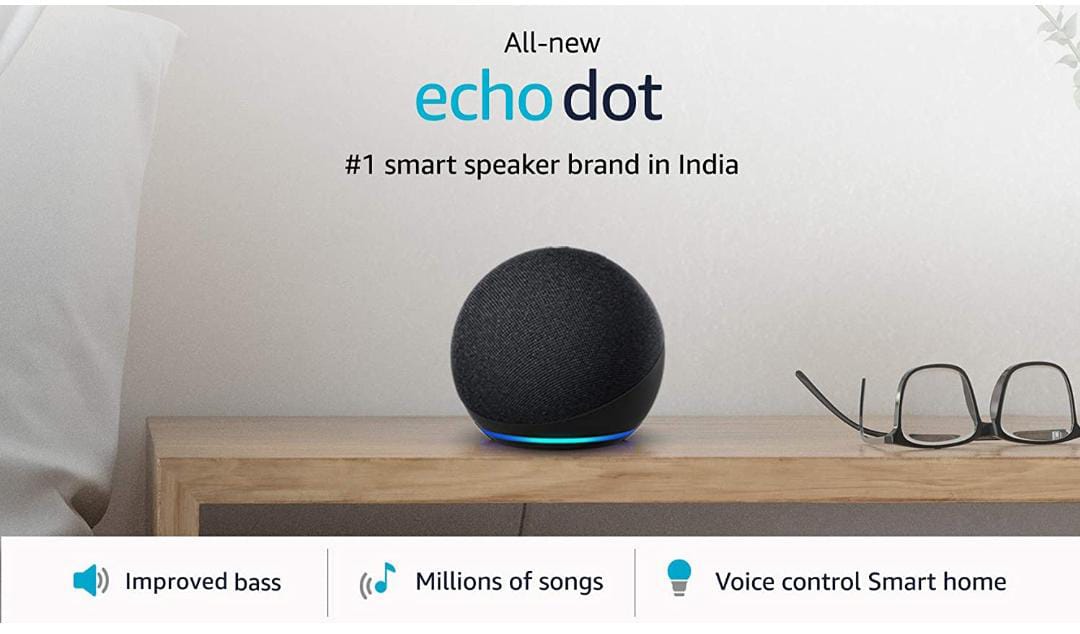 All-new
echo dot
#1 smart speaker brand in India
Improved bass
Millions of songs
Voice control Smart home